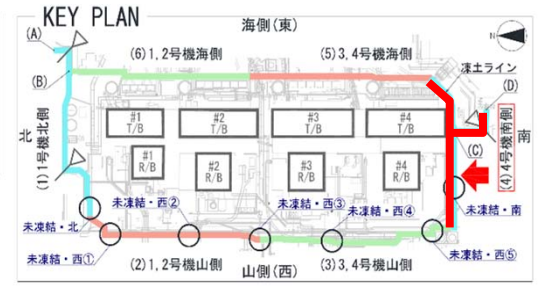 KEY PLAN
海側(東)
N
(A)
(6)1,2号機海側
(5)3,4号機海側
凍土ライン
(B)
(D)
#1
T/B
#2
T/B
#3
T/B
#4
T/B
北
(1)1号機北側
#1
R/B
#2
R/B
#3
R/B
#4
R/B
(C)
(4)4号機南側
南
未凍結・北
未凍結・西②
未凍結・西③
未凍結・西④
未凍結・南
未凍結・西①
(2)1,2号機山側
山側(西)
(3)3,4号機山側
未凍結・西⑤